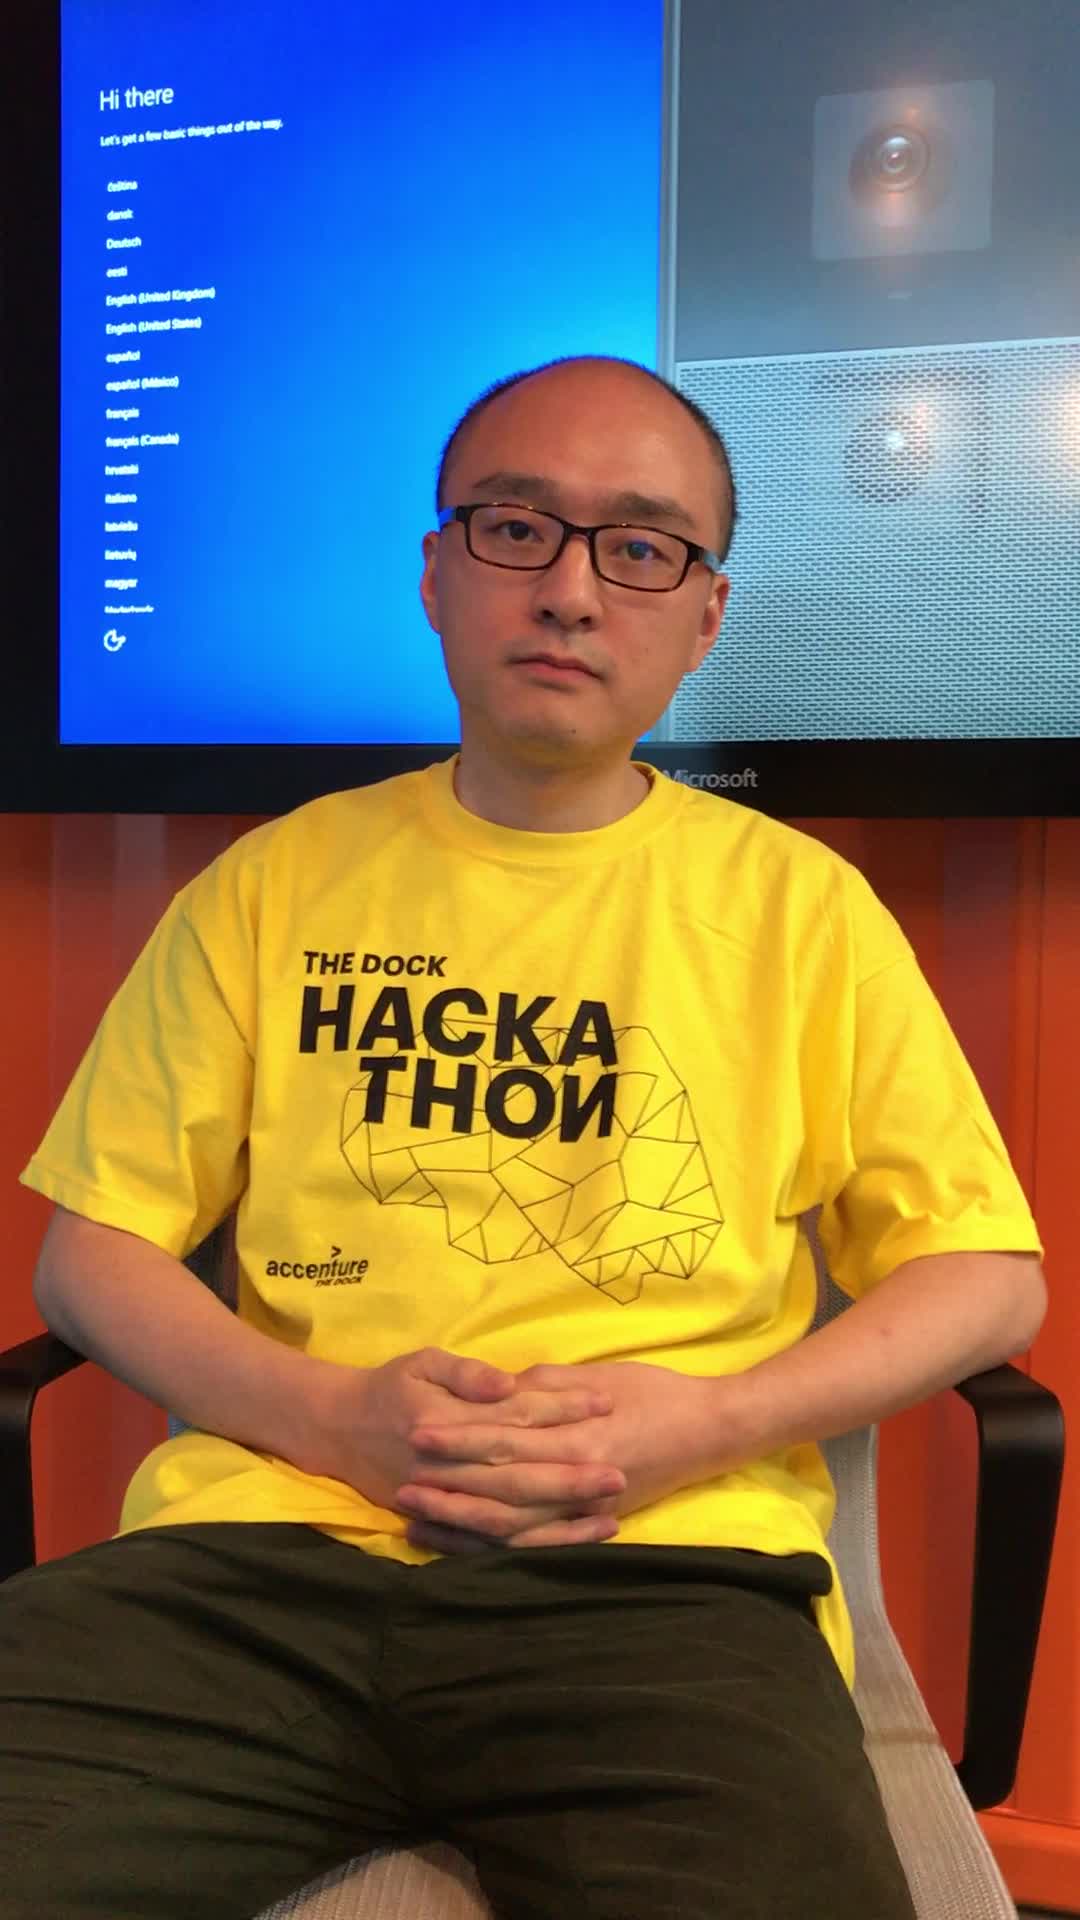 Hi there
Let's get a few basic things out of the way.
čeština
dansk
Deutsch
eesti
English (United Kingdom)
English (United States)
español
español (México)
français
français (Canada)
hrvatski
italiano
latviešu
lietuvių
magyar
Microsoft
THE DOCK
HACKA
THOИ
>
accenture
THE DOCK